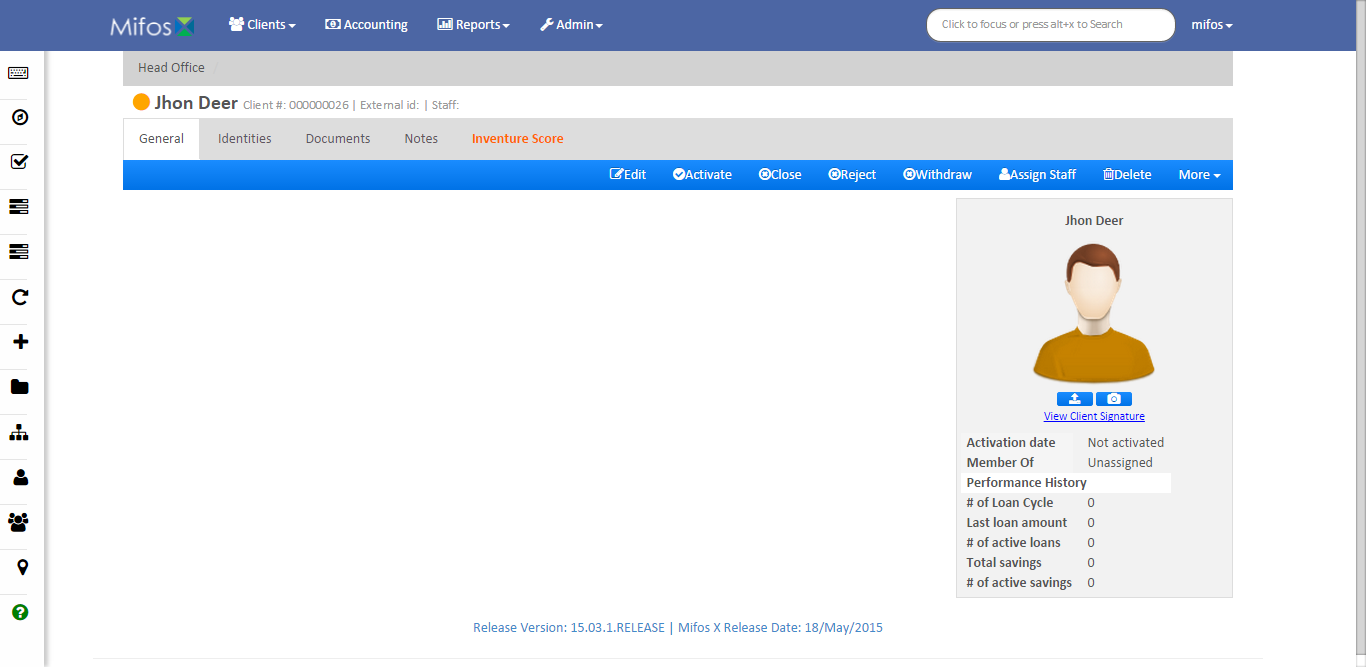 Mifos Clients Accounting Reports Admin Click to focus or press alt+x to Search mifos
Head Office
Jhon Deer Client #: 000000026 | External id: | Staff:
General Identities Documents Notes Inventure Score
Edit Activate Close Reject Withdraw Assign Staff Delete More
Jhon Deer
View Client Signature
Activation date Not activated
Member Of Unassigned
Performance History
# of Loan Cycle 0
Last loan amount 0
# of active loans 0
Total savings 0
# of active savings 0
Release Version: 15.03.1.RELEASE | Mifos X Release Date: 18/May/2015